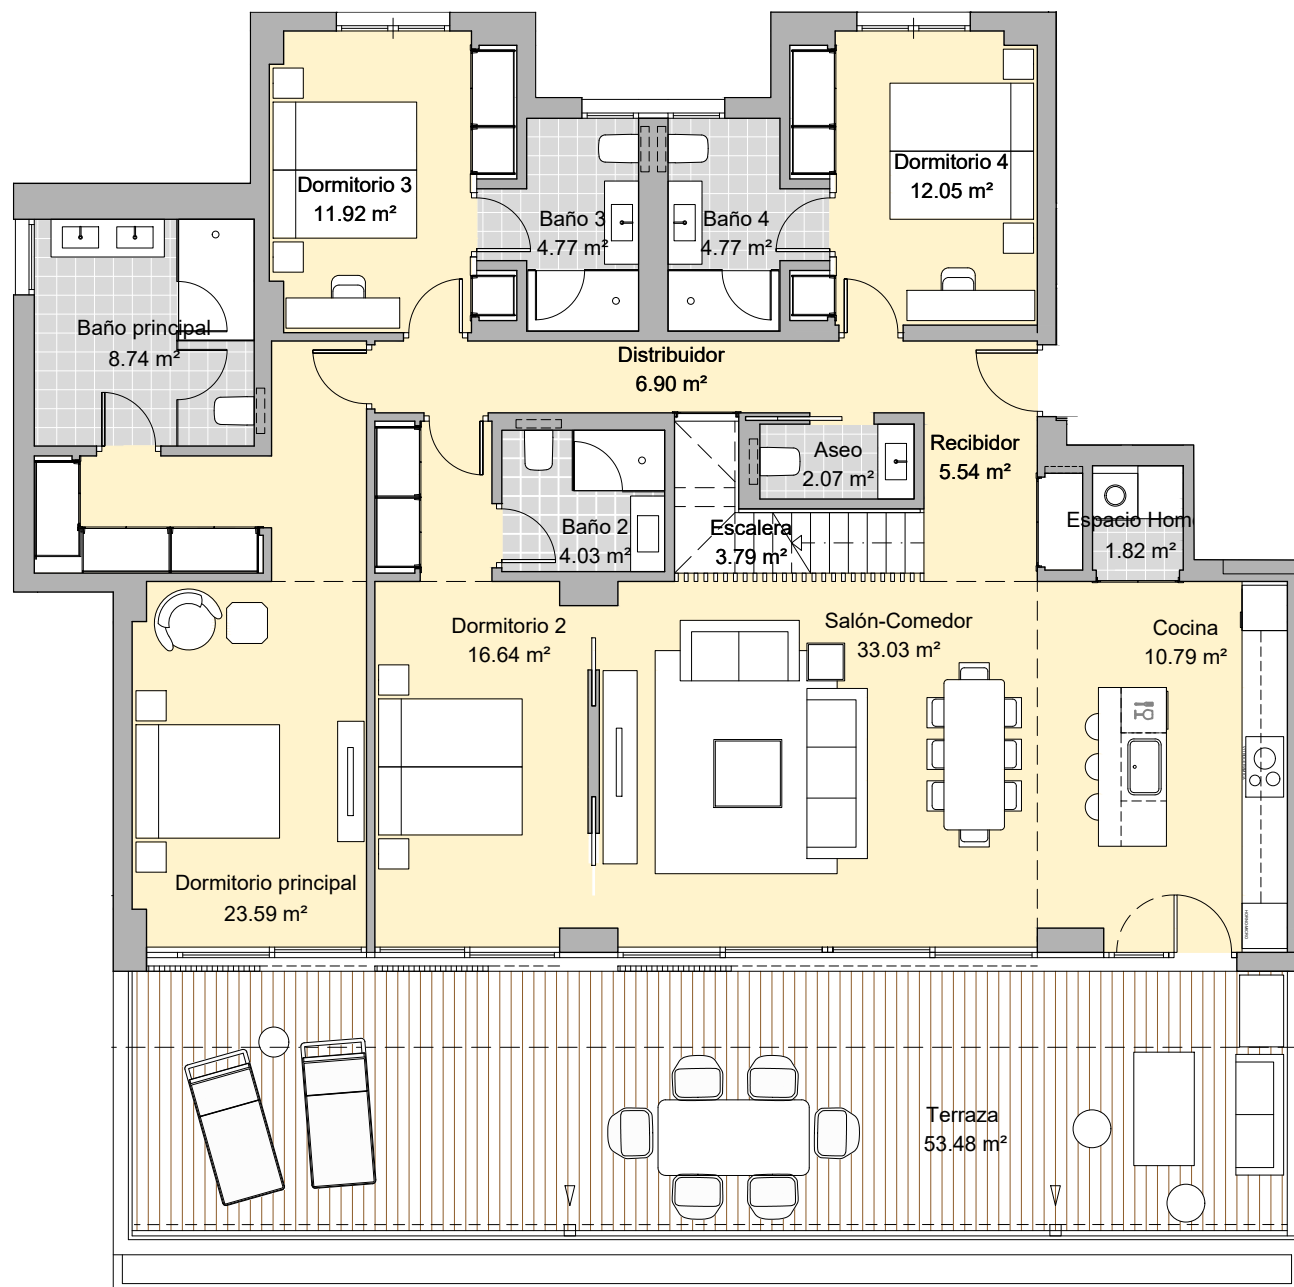 Dormitorio 3
11.92 m²
Dormitorio 4
12.05 m²
Baño 3
4.77 m²
Baño 4
4.77 m²
Baño principal
8.74 m²
Distribuidor
6.90 m²
Aseo
2.07 m²
Recibidor
5.54 m²
Baño 2
4.03 m²
Escalera
3.79 m²
Espacio Hom
1.82 m²
Dormitorio 2
16.64 m²
Salón-Comedor
33.03 m²
Cocina
10.79 m²
Dormitorio principal
23.59 m²
Terraza
53.48 m²